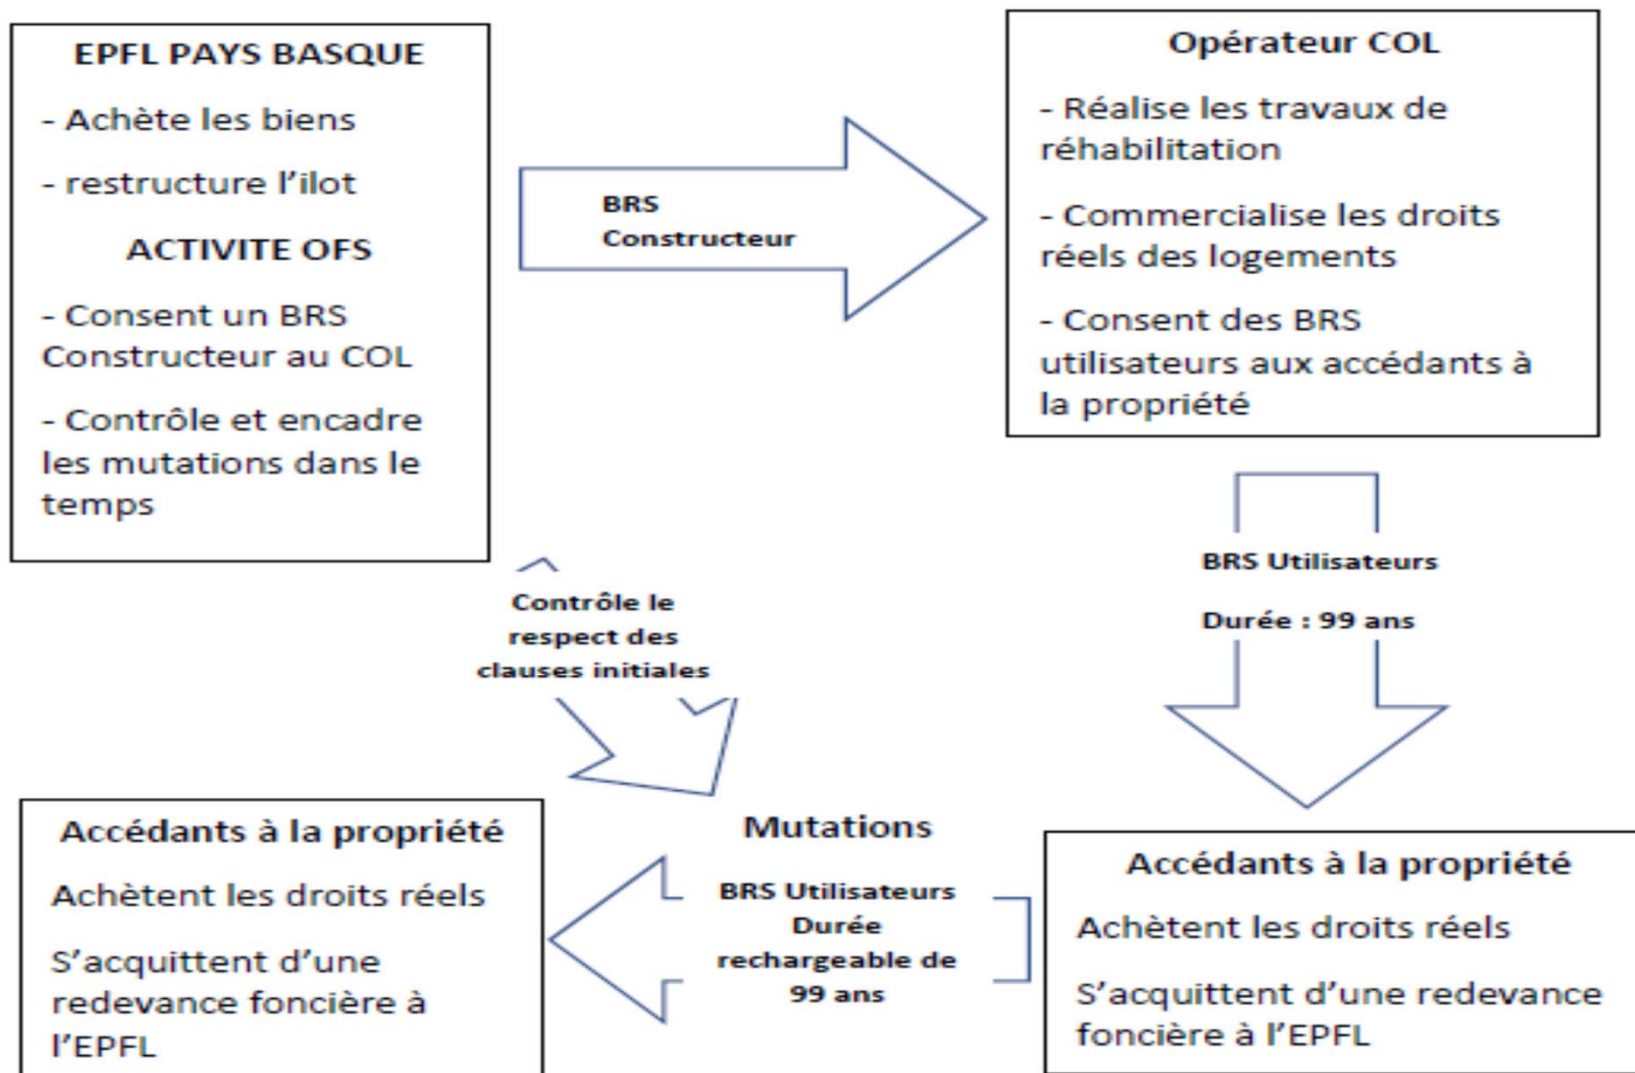 EPFL PAYS BASQUE
- Achète les biens
- restructure l’ilot
ACTIVITE OFS
- Consent un BRS
Constructeur au COL
- Contrôle et encadre
les mutations dans le
temps
BRS
Constructeur
Opérateur COL
- Réalise les travaux de
réhabilitation
- Commercialise les droits
réels des logements
- Consent des BRS
utilisateurs aux accédants à
la propriété
BRS Utilisateurs
Durée : 99 ans
Contrôle le
respect des
clauses initiales
Accédants à la propriété
Achètent les droits réels
S’acquittent d’une redevance
foncière à l’EPFL
Mutations
BRS Utilisateurs
Durée
rechargeable de
99 ans
Accédants à la propriété
Achètent les droits réels
S’acquittent d’une
redevance foncière à
l’EPFL